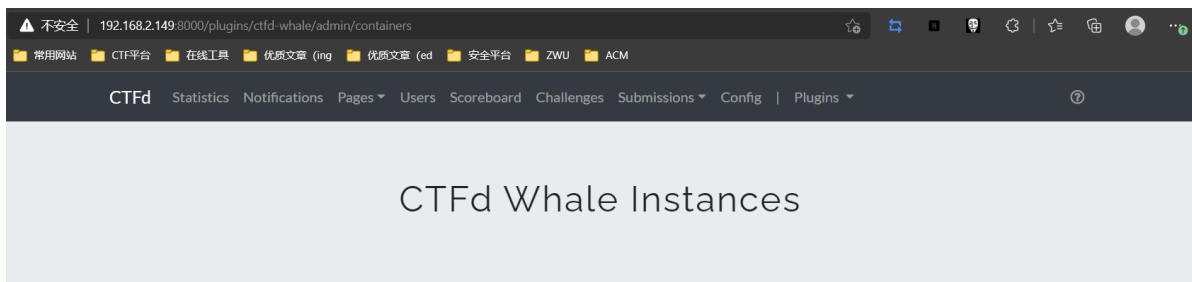 不安全 | 192.168.2.149:8000/plugins/ctfd-whale/admin/containers
常用网站 CTF平台 在线工具 优质文章 (ing 优质文章 (ed 安全平台 ZWU ACM
CTFd Statistics Notifications Pages Users Scoreboard Challenges Submissions Config | Plugins
CTFd Whale Instances